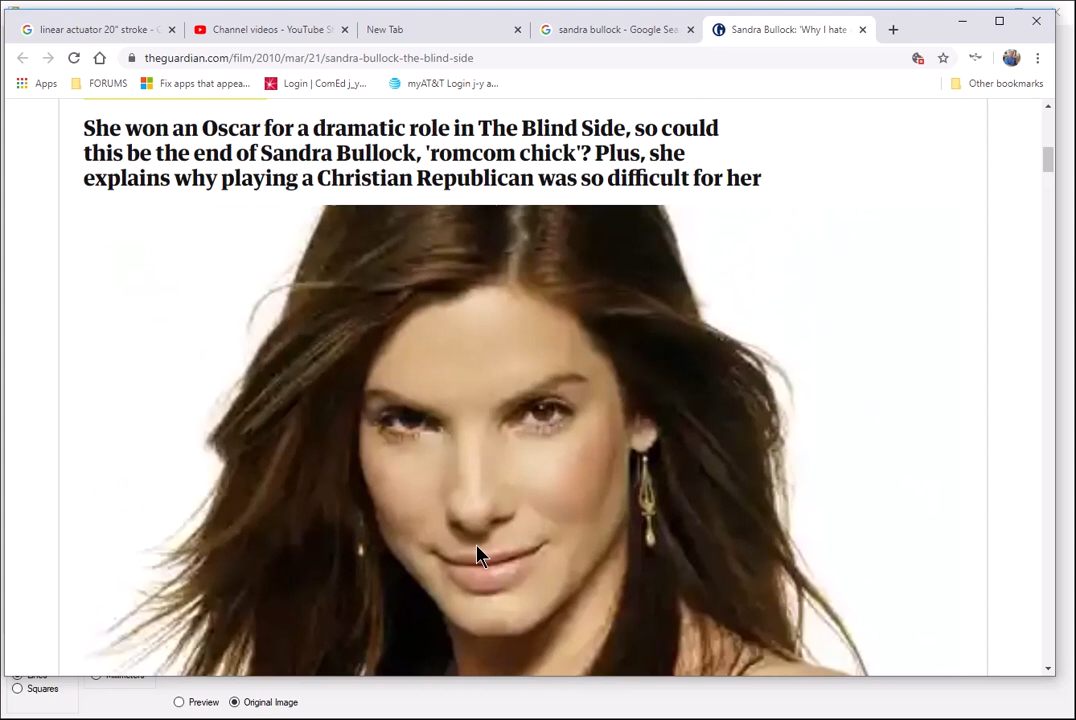 linear actuator 20" stroke -
Channel videos - YouTube
New Tab
sandra bullock - Google Sea
Sandra Bullock: 'Why I hate
theguardian.com/film/2010/mar/21/sandra-bullock-the-blind-side
Apps
FORUMS
Fix apps that appea...
Login | ComEd j_y...
myAT&T Login j-y a...
Other bookmarks
She won an Oscar for a dramatic role in The Blind Side, so could
this be the end of Sandra Bullock, 'romcom chick'? Plus, she
explains why playing a Christian Republican was so difficult for her
Squares
Preview
Original Image